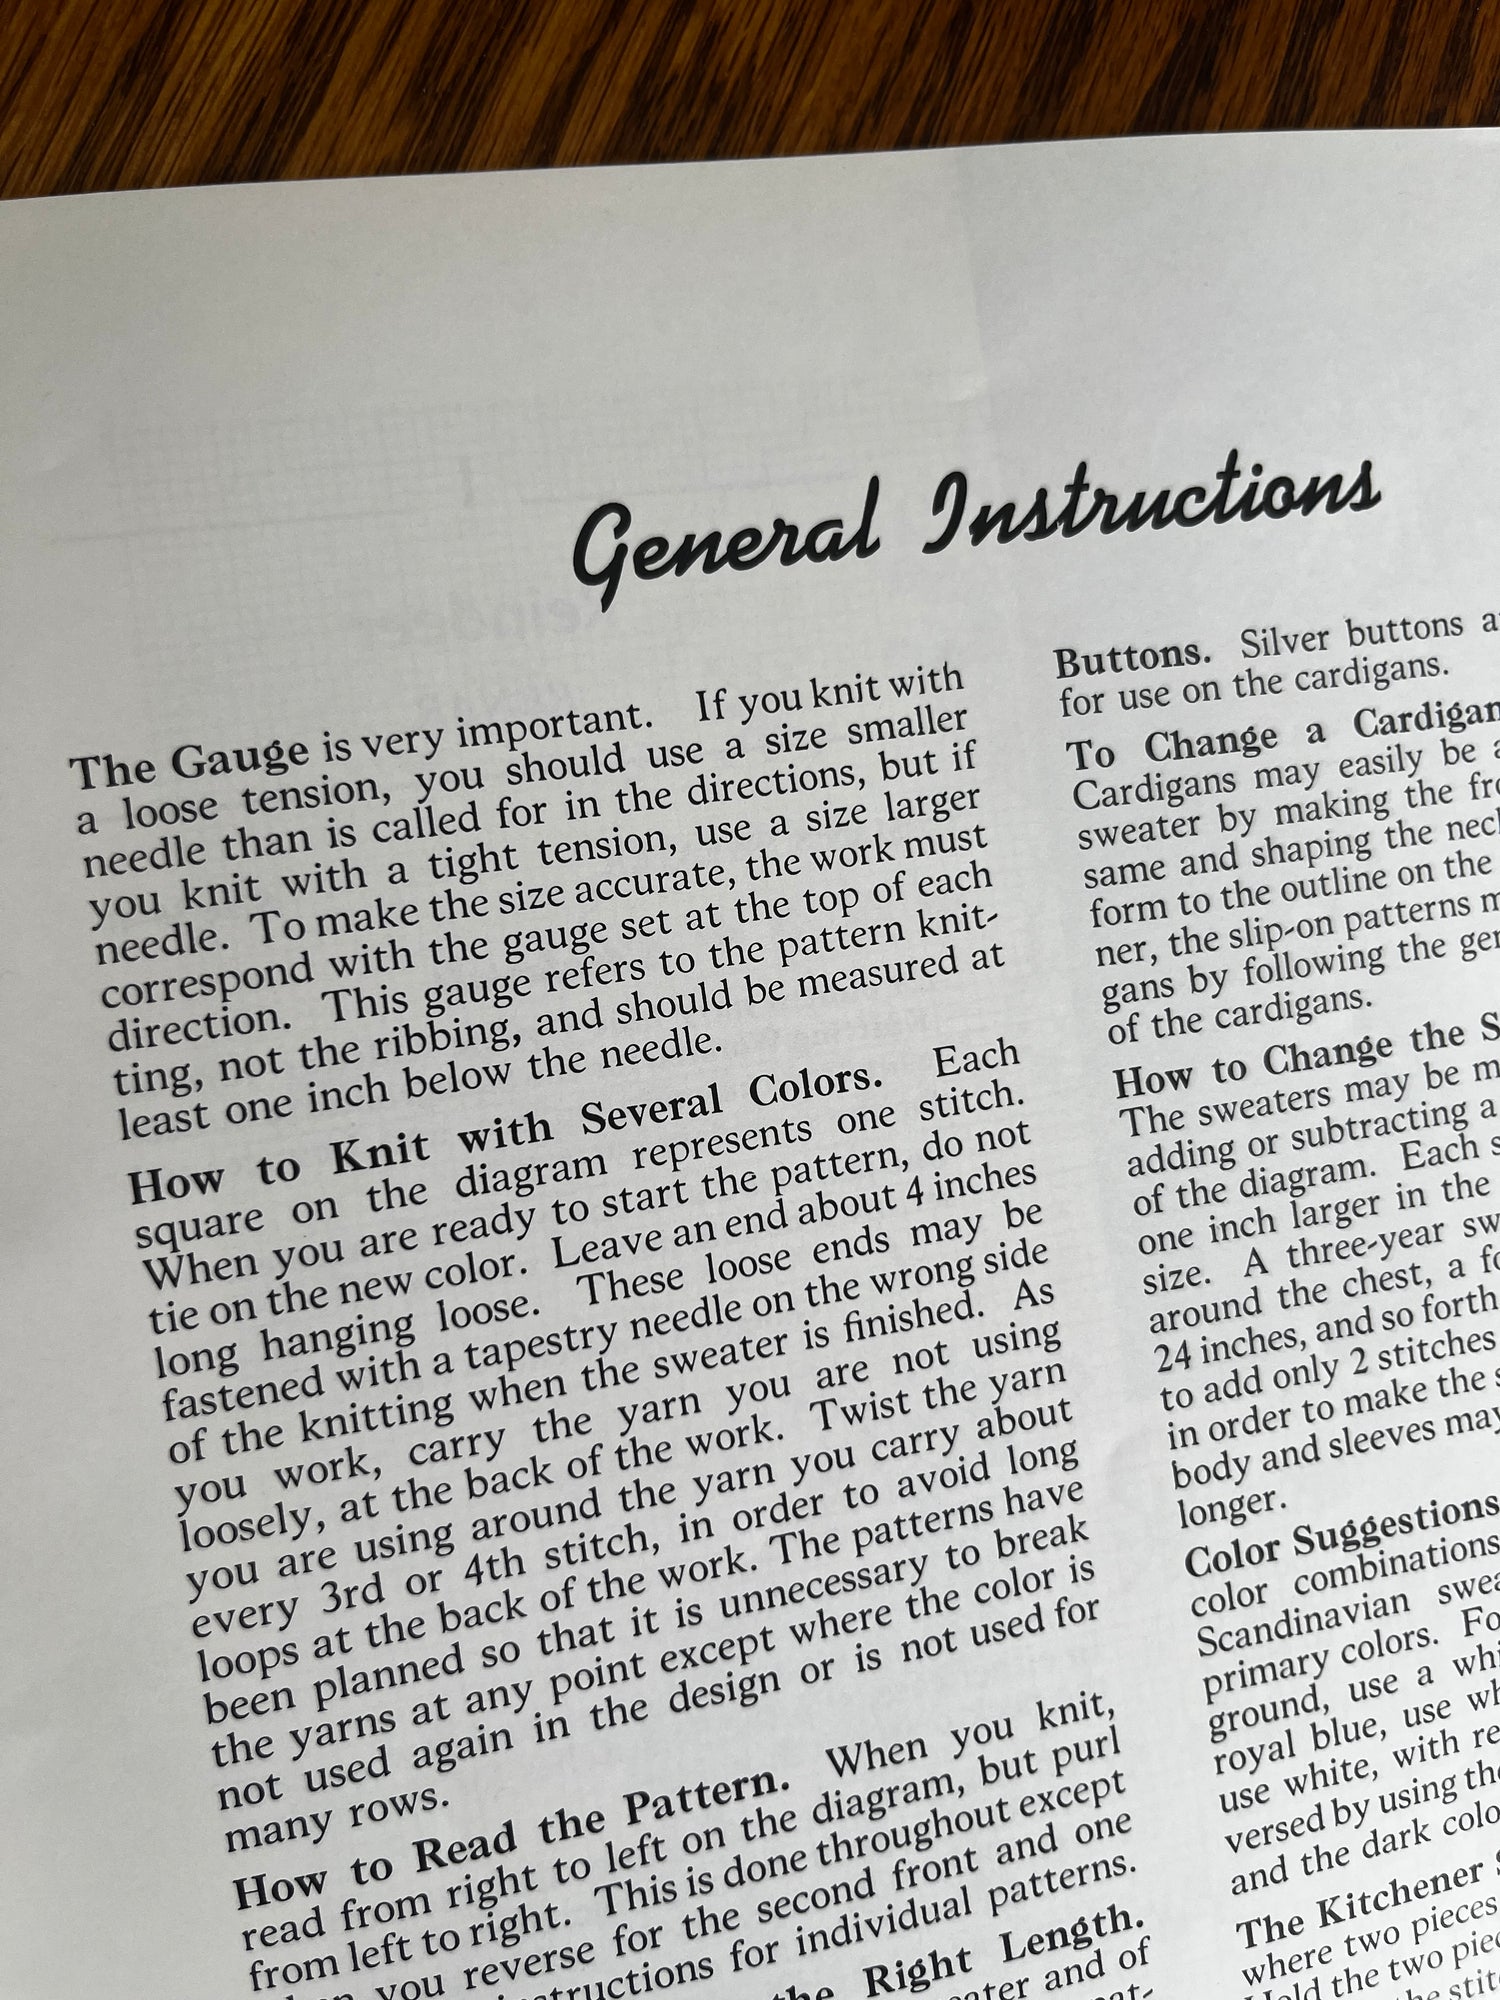 General Instructions
The Gauge is very important. If you knit with
a loose tension, you should use a size smaller
needle than is called for in the directions, but if
you knit with a tight tension, use a size larger
needle. To make the size accurate, the work must
correspond with the gauge set at the top of each
direction. This gauge refers to the pattern knit-
ting, not the ribbing, and should be measured at
least one inch below the needle.
How to Knit with Several Colors. Each
square on the diagram represents one stitch.
When you are ready to start the pattern, do not
tie on the new color. Leave an end about 4 inches
long hanging loose. These loose ends may be
fastened with a tapestry needle on the wrong side
of the knitting when the sweater is finished. As
you work, carry the yarn you are not using
loosely, at the back of the work. Twist the yarn
you are using around the yarn you carry about
every 3rd or 4th stitch, in order to avoid long
loops at the back of the work. The patterns have
been planned so that it is unnecessary to break
the yarns at any point except where the color is
not used again in the design or is not used for
many rows.
How to Read the Pattern. When you knit,
read from right to left on the diagram, but purl
from left to right. This is done throughout except
you reverse for the second front and one
for individual patterns.
the Right Length.
and of
Buttons. Silver buttons
for use on the cardigans.
To Change a Cardigan
Cardigans may easily be
sweater by making the
same and shaping the
form to the outline on the
ner, the slip-on patterns
gans by following the
of the cardigans.
How to Change the
The sweaters may be
adding or subtracting a
of the diagram. Each
one inch larger in the
size. A three-year
around the chest, a
24 inches, and so forth
to add only 2 stitches
in order to make the
body and sleeves may
longer.
Color Suggestions
color combinations
Scandinavian
primary colors.
ground, use a
royal blue, use
use white, with
versed by using
and the dark
The Kitchener
where two pieces
the two
the